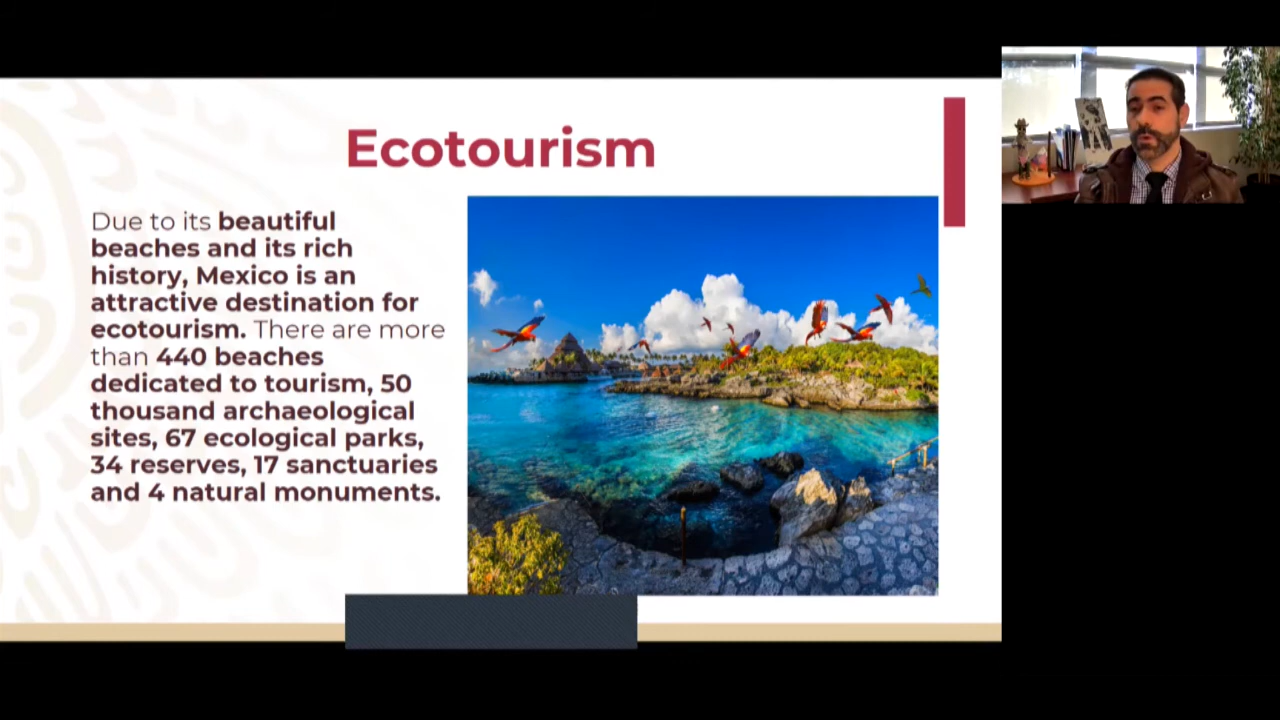 Ecotourism
Due to its beautiful
beaches and its rich
history, Mexico is an
attractive destination for
ecotourism. There are more
than 440 beaches
dedicated to tourism, 50
thousand archaeological
sites, 67 ecological parks,
34 reserves, 17 sanctuaries
and 4 natural monuments.